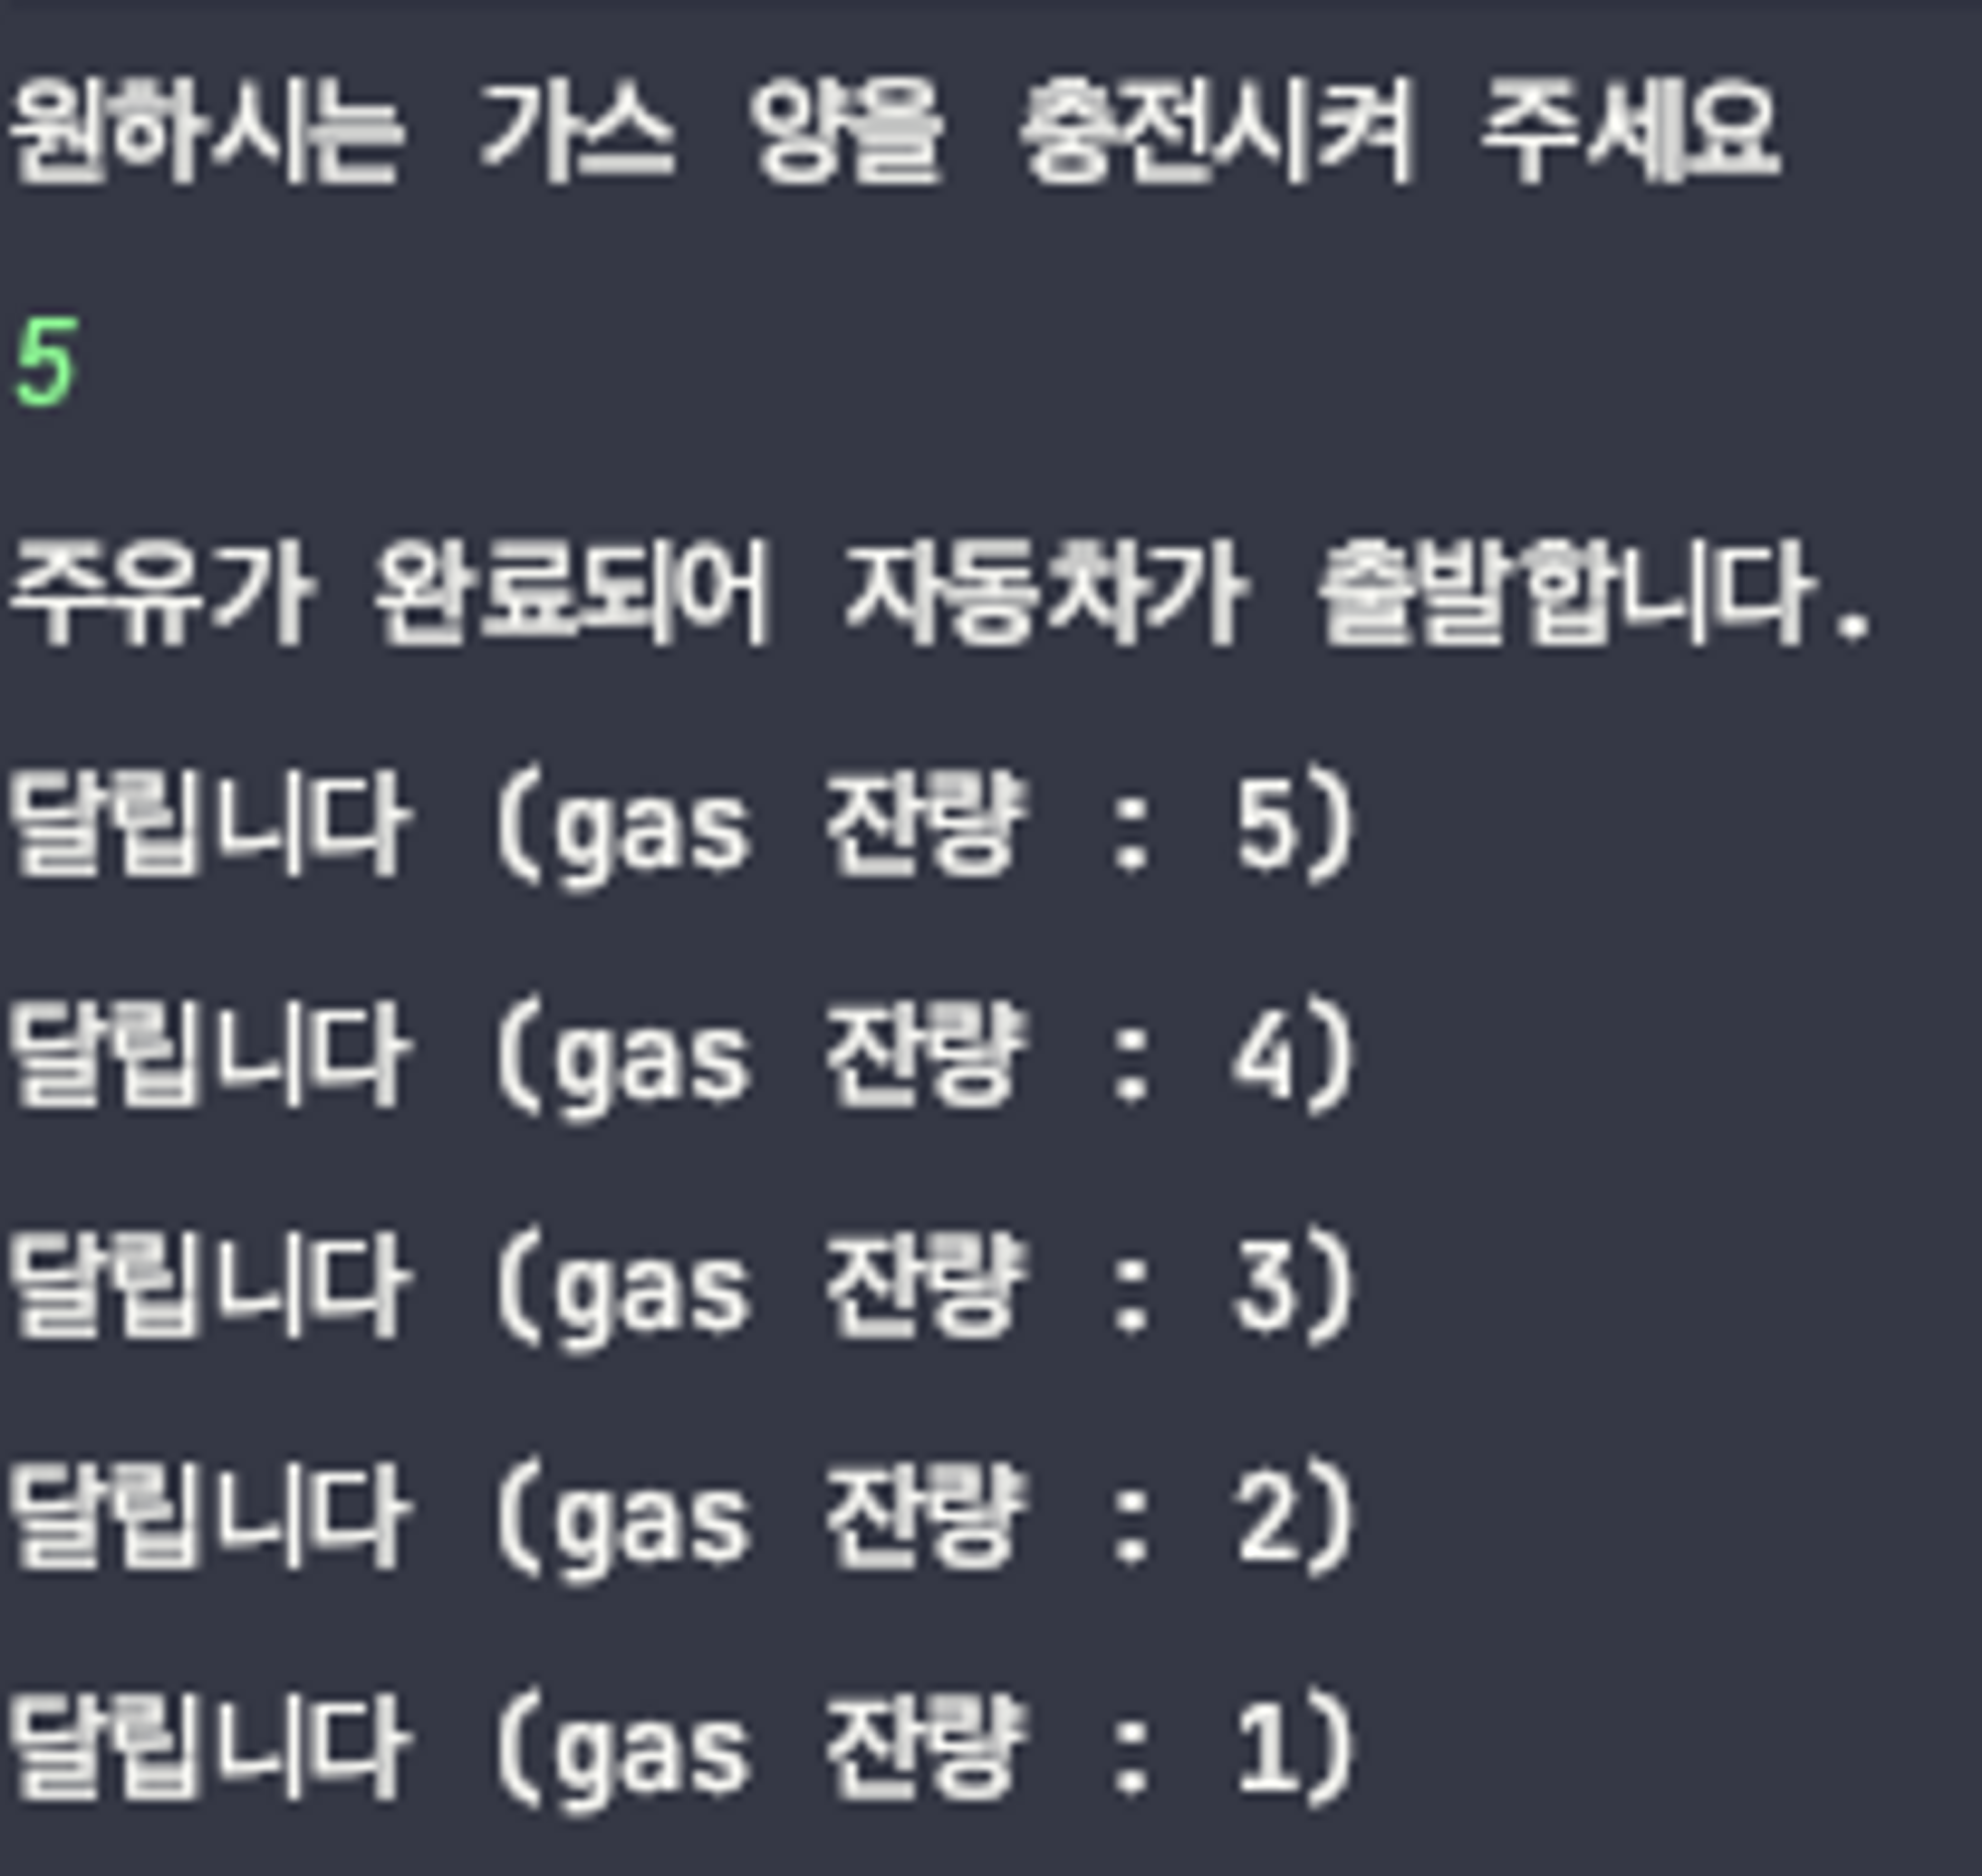 원하시는 가스 양을 충전시켜 주세요
5
주유가 완료되어 자동차가 출발합니다.
달립니다 (gas 잔량 : 5)
달립니다 (gas 잔량 : 4)
달립니다 (gas 잔량 : 3)
달립니다 (gas 잔량 : 2)
달립니다 (gas 잔량 : 1)